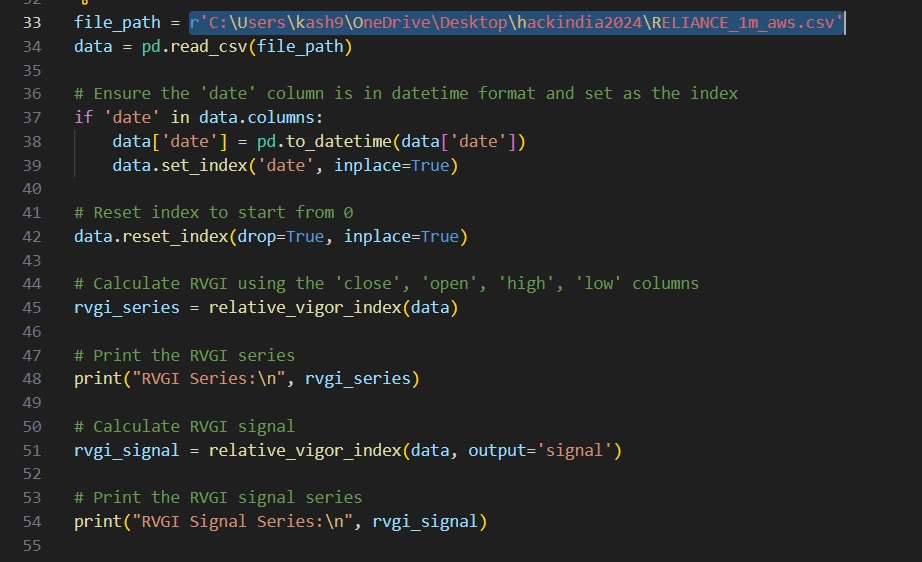 33 file_path = r'C:\Users\kash9\OneDrive\Desktop\hackindia2024\RELIANCE_1m_aws.csv'
34 data = pd.read_csv(file_path)
35
36 # Ensure the 'date' column is in datetime format and set as the index
37 if 'date' in data.columns:
38     data['date'] = pd.to_datetime(data['date'])
39     data.set_index('date', inplace=True)
40
41 # Reset index to start from 0
42 data.reset_index(drop=True, inplace=True)
43
44 # Calculate RVGI using the 'close', 'open', 'high', 'low' columns
45 rvgi_series = relative_vigor_index(data)
46
47 # Print the RVGI series
48 print("RVGI Series:\n", rvgi_series)
49
50 # Calculate RVGI signal
51 rvgi_signal = relative_vigor_index(data, output='signal')
52
53 # Print the RVGI signal series
54 print("RVGI Signal Series:\n", rvgi_signal)
55